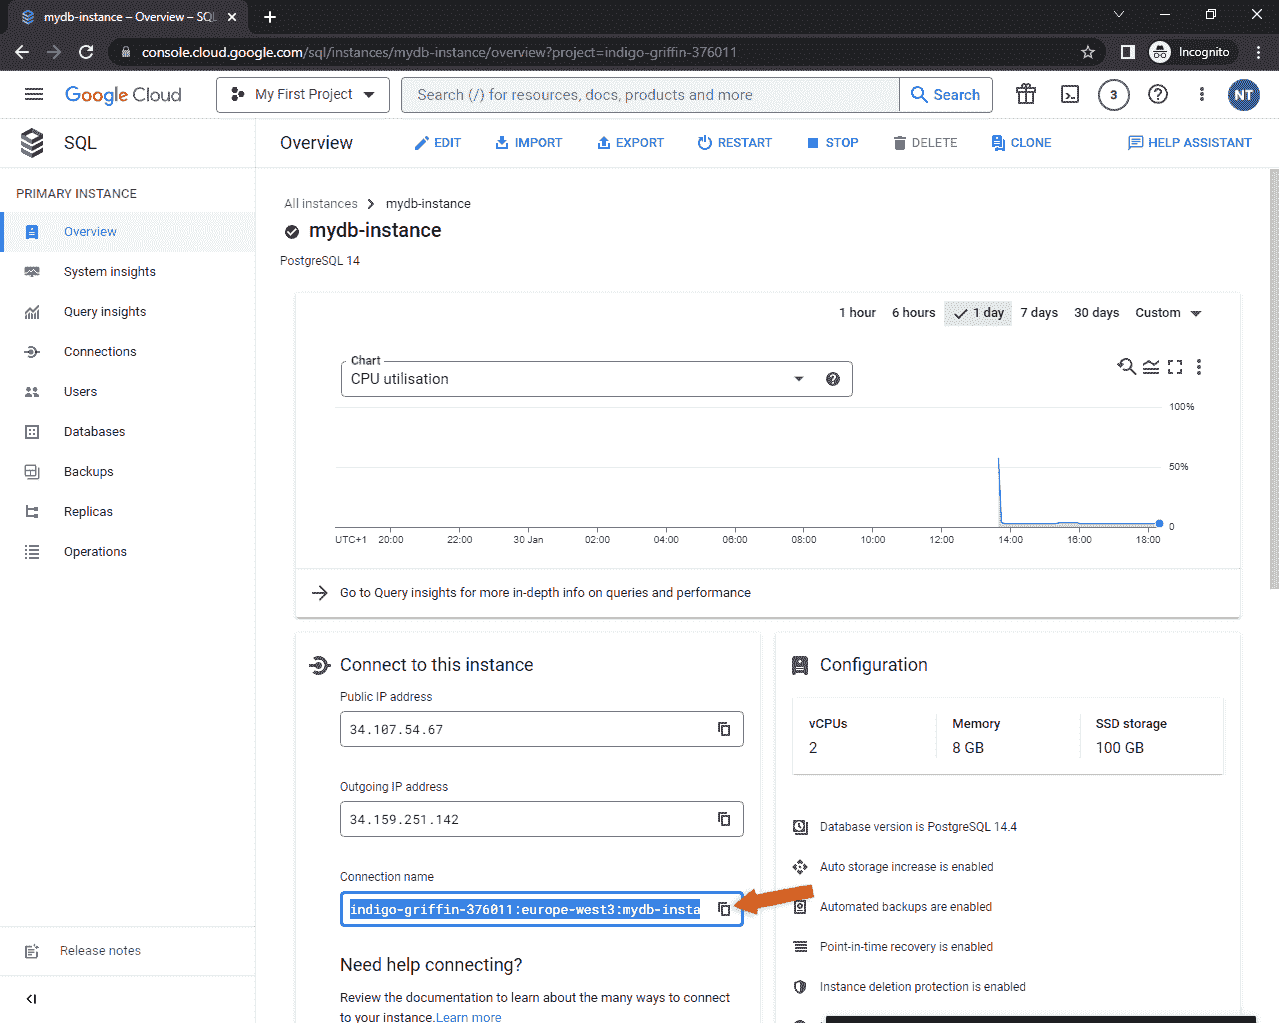 mydb-instance – Overview – SQL
console.cloud.google.com/sql/instances/mydb-instance/overview?project=indigo-griffin-376011
Incognito
Google Cloud
My First Project
Search (/) for resources, docs, products and more
Search
3
NT
SQL
Overview
EDIT
IMPORT
EXPORT
RESTART
STOP
DELETE
CLONE
HELP ASSISTANT
PRIMARY INSTANCE
Overview
System insights
Query insights
Connections
Users
Databases
Backups
Replicas
Operations
Release notes
All instances
mydb-instance
mydb-instance
PostgreSQL 14
1 hour
6 hours
1 day
7 days
30 days
Custom
Chart
CPU utilisation
100%
50%
0
UTC+1 20:00 22:00 30 Jan 02:00 04:00 06:00 08:00 10:00 12:00 14:00 16:00 18:00
Go to Query insights for more in-depth info on queries and performance
Connect to this instance
Public IP address
34.107.54.67
Outgoing IP address
34.159.251.142
Connection name
indigo-griffin-376011:europe-west3:mydb-insta
Need help connecting?
Review the documentation to learn about the many ways to connect
to your instance.Learn more
Configuration
vCPUs Memory SSD storage
2 8 GB 100 GB
Database version is PostgreSQL 14.4
Auto storage increase is enabled
Automated backups are enabled
Point-in-time recovery is enabled
Instance deletion protection is enabled